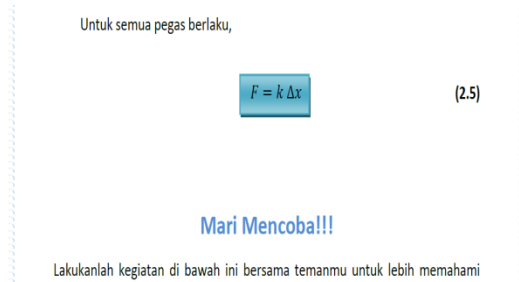 Untuk semua pegas berlaku,
F = k Δx (2.5)
Mari Mencoba!!!
Lakukanlah kegiatan di bawah ini bersama temanmu untuk lebih memahami